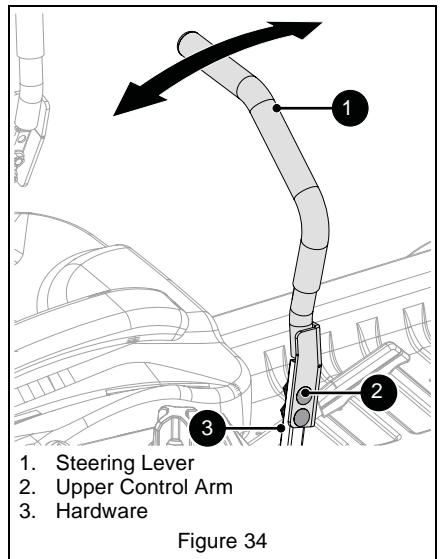 1
2
3
1. Steering Lever
2. Upper Control Arm
3. Hardware
Figure 34